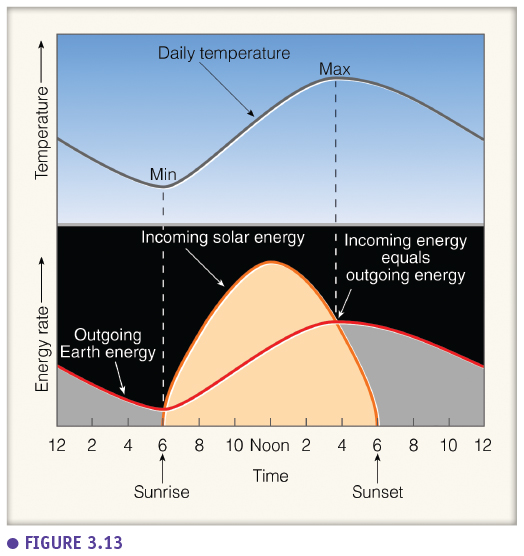 Daily temperature
Max
Min
Temperature
Incoming solar energy
Incoming energy
equals
outgoing energy
Outgoing
Earth energy
Energy rate
12 2 4 6 8 10 Noon 2 4 6 8 10 12
Time
Sunrise
Sunset
FIGURE 3.13